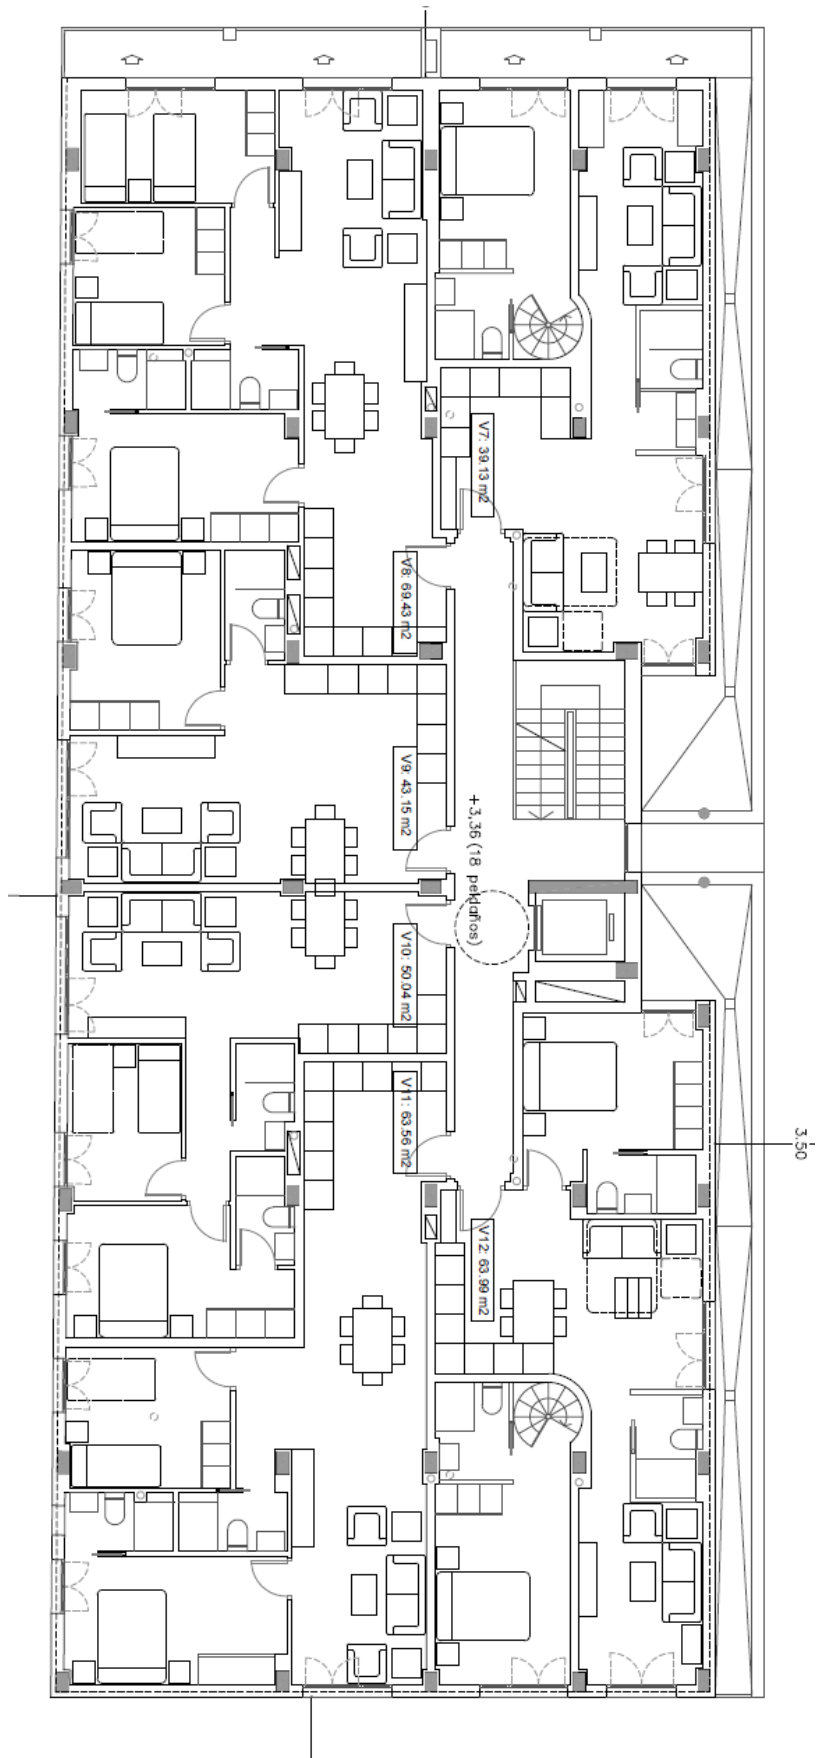 V7: 39.13 m2
V8: 69.43 m2
V9: 43.15 m2
+3,36 (18 peldaños)
V10: 50.04 m2
V11: 63.56 m2
3.50
V12: 63.99 m2